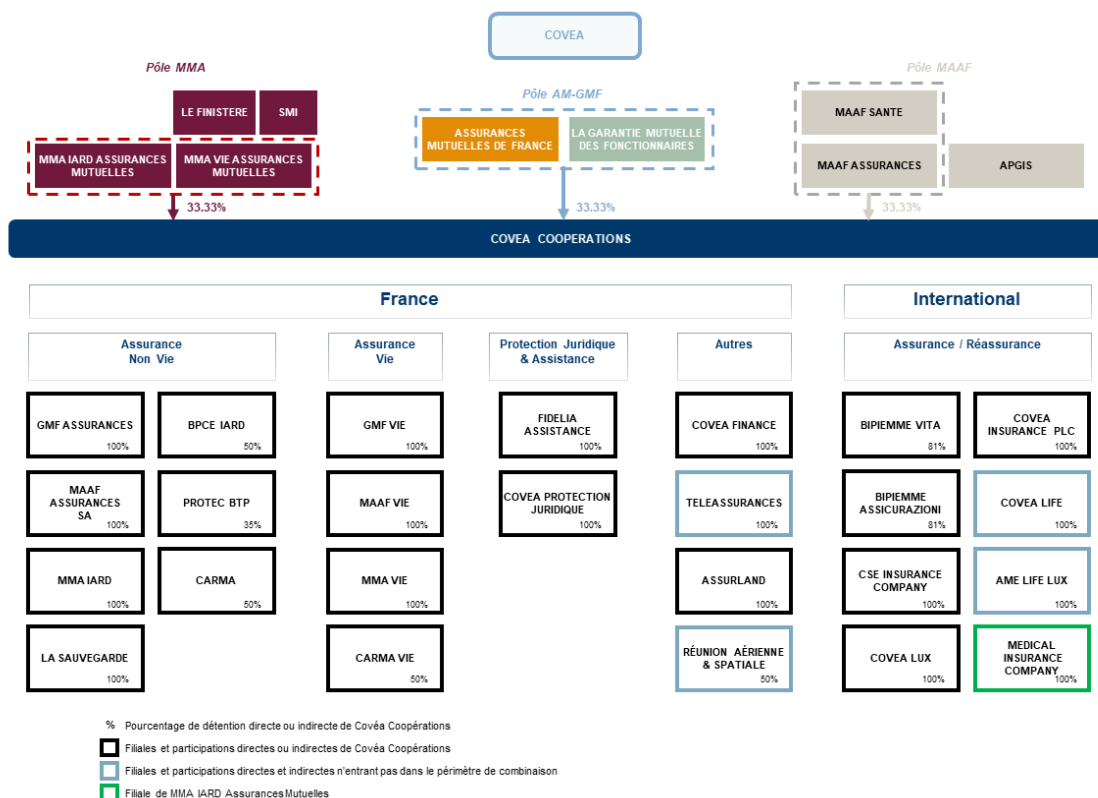 COVEA
Pôle MMA
Pôle AM-GMF
Pôle MAAF
LE FINISTERE
SMI
MMA IARD ASSURANCES
MUTUELLES
MMA VIE ASSURANCES
MUTUELLES
ASSURANCES
MUTUELLES DE FRANCE
LA GARANTIE MUTUELLE
DES FONCTIONNAIRES
MAAF SANTE
MAAF ASSURANCES
APGIS
33.33%
33.33%
33.33%
COVEA COOPERATIONS
France
International
Assurance
Non Vie
Assurance
Vie
Protection Juridique
& Assistance
Autres
Assurance / Réassurance
GMF ASSURANCES
100%
BPCE IARD
50%
GMF VIE
100%
FIDELIA
ASSISTANCE
100%
COVEA FINANCE
100%
BIPIEMME VITA
81%
COVEA
INSURANCE PLC
100%
MAAF
ASSURANCES
SA
100%
PROTEC BTP
35%
MAAF VIE
100%
COVEA PROTECTION
JURIDIQUE
100%
TELEASSURANCES
100%
BIPIEMME
ASSICURAZIONI
81%
COVEA LIFE
100%
MMA IARD
100%
CARMA
50%
MMA VIE
100%
ASSURLAND
100%
CSE INSURANCE
COMPANY
100%
AME LIFE LUX
100%
LA SAUVEGARDE
100%
CARMA VIE
50%
RÉUNION AÉRIENNE
& SPATIALE
50%
COVEA LUX
100%
MEDICAL
INSURANCE
COMPANY
100%
% Pourcentage de détention directe ou indirecte de Covéa Coopérations
Filiales et participations directes ou indirectes de Covéa Coopérations
Filiales et participations directes et indirectes n'entrant pas dans le périmètre de combinaison
Filiale de MMA IARD Assurances Mutuelles